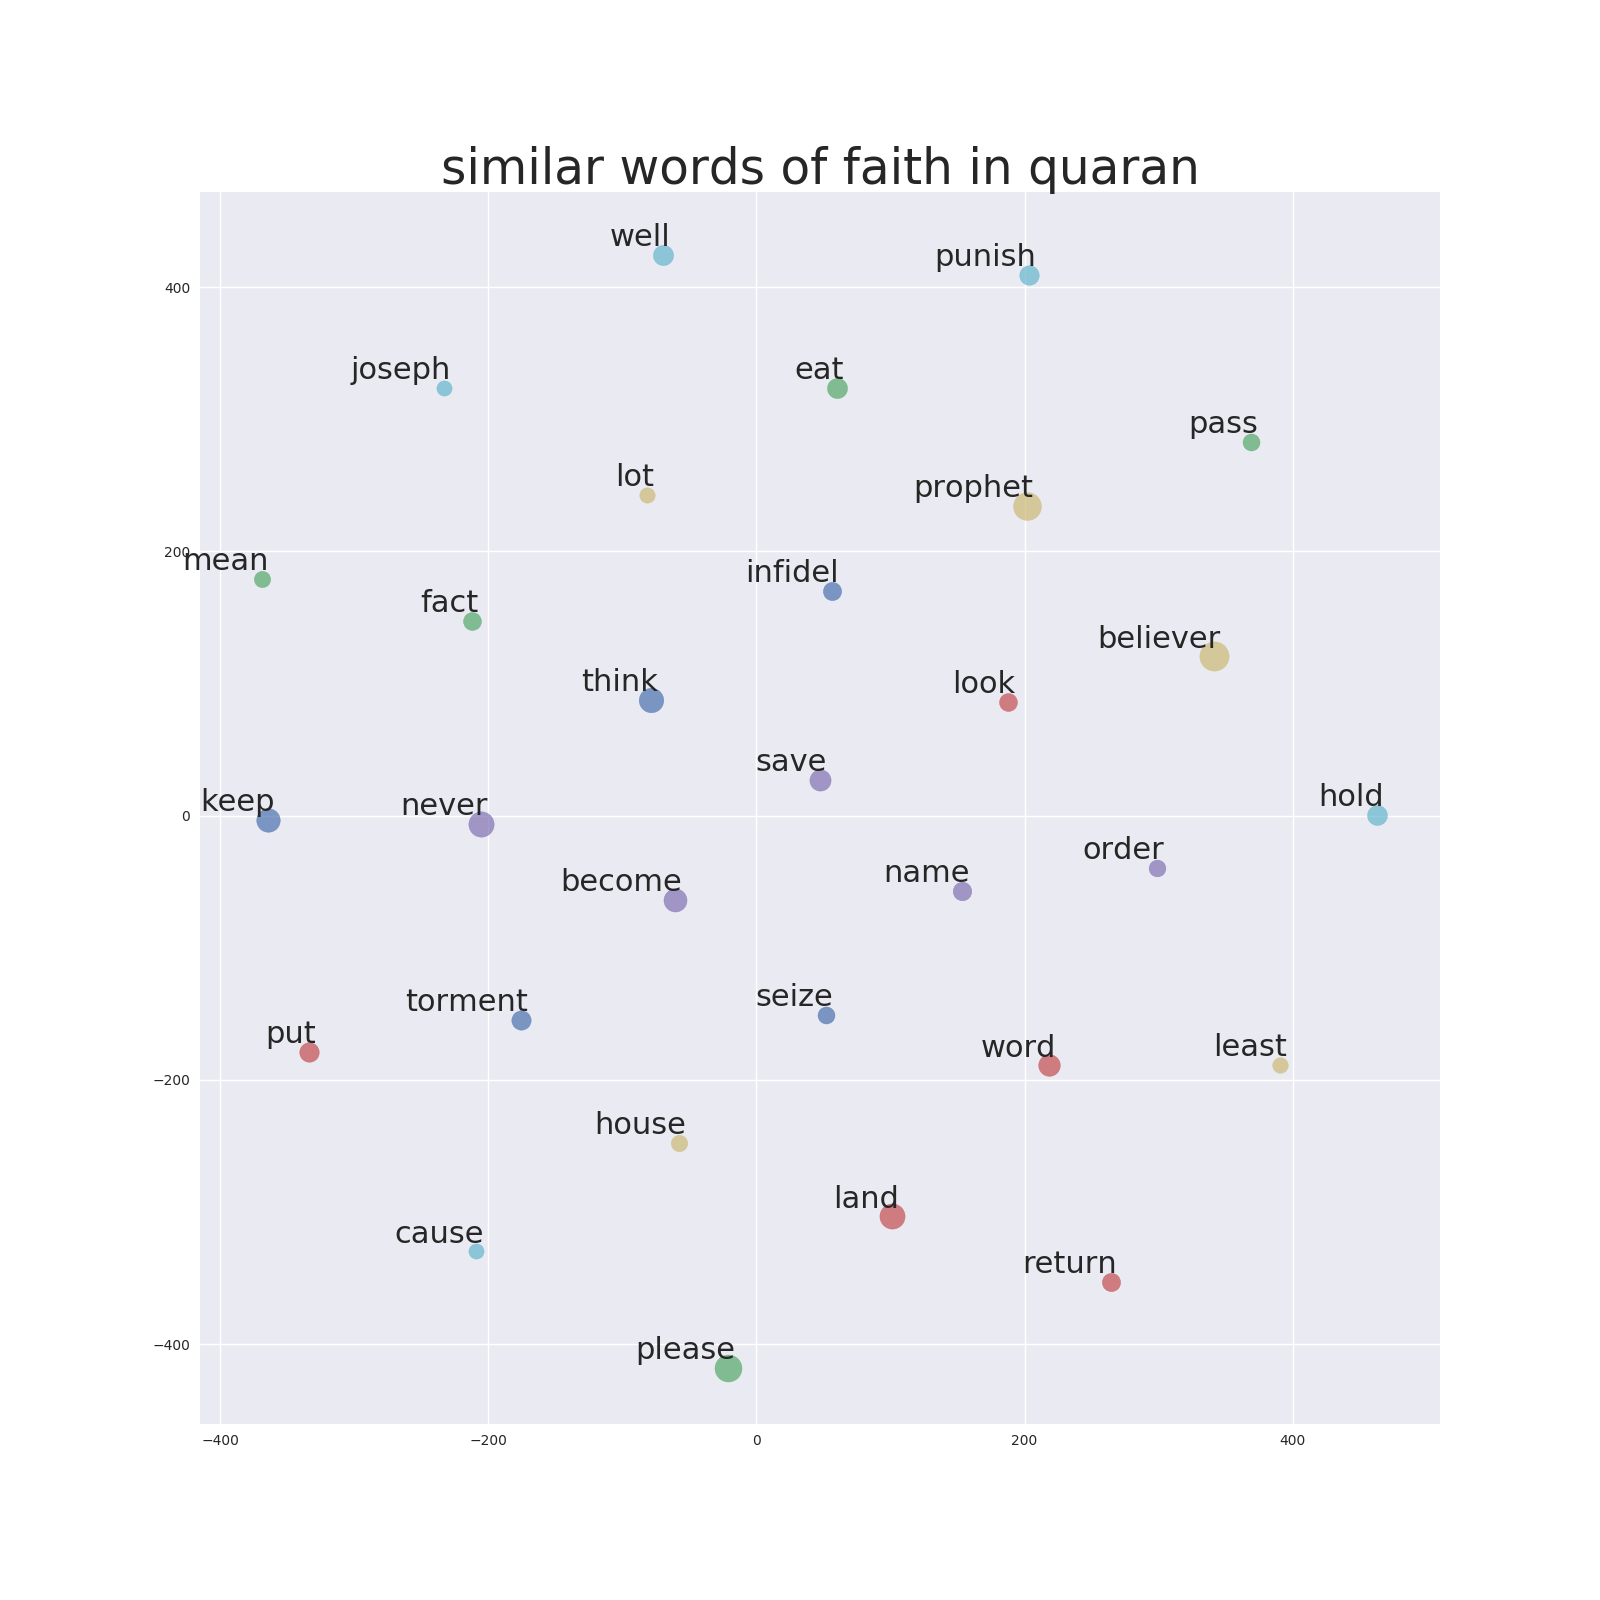 similar words of faith in quaran
well
punish
400
joseph
eat
pass
lot
prophet
200
mean
infidel
fact
believer
think
look
save
hold
keep
never
0
order
name
become
seize
torment
put
word
least
−200
house
land
cause
return
−400
please
−400
−200
0
200
400